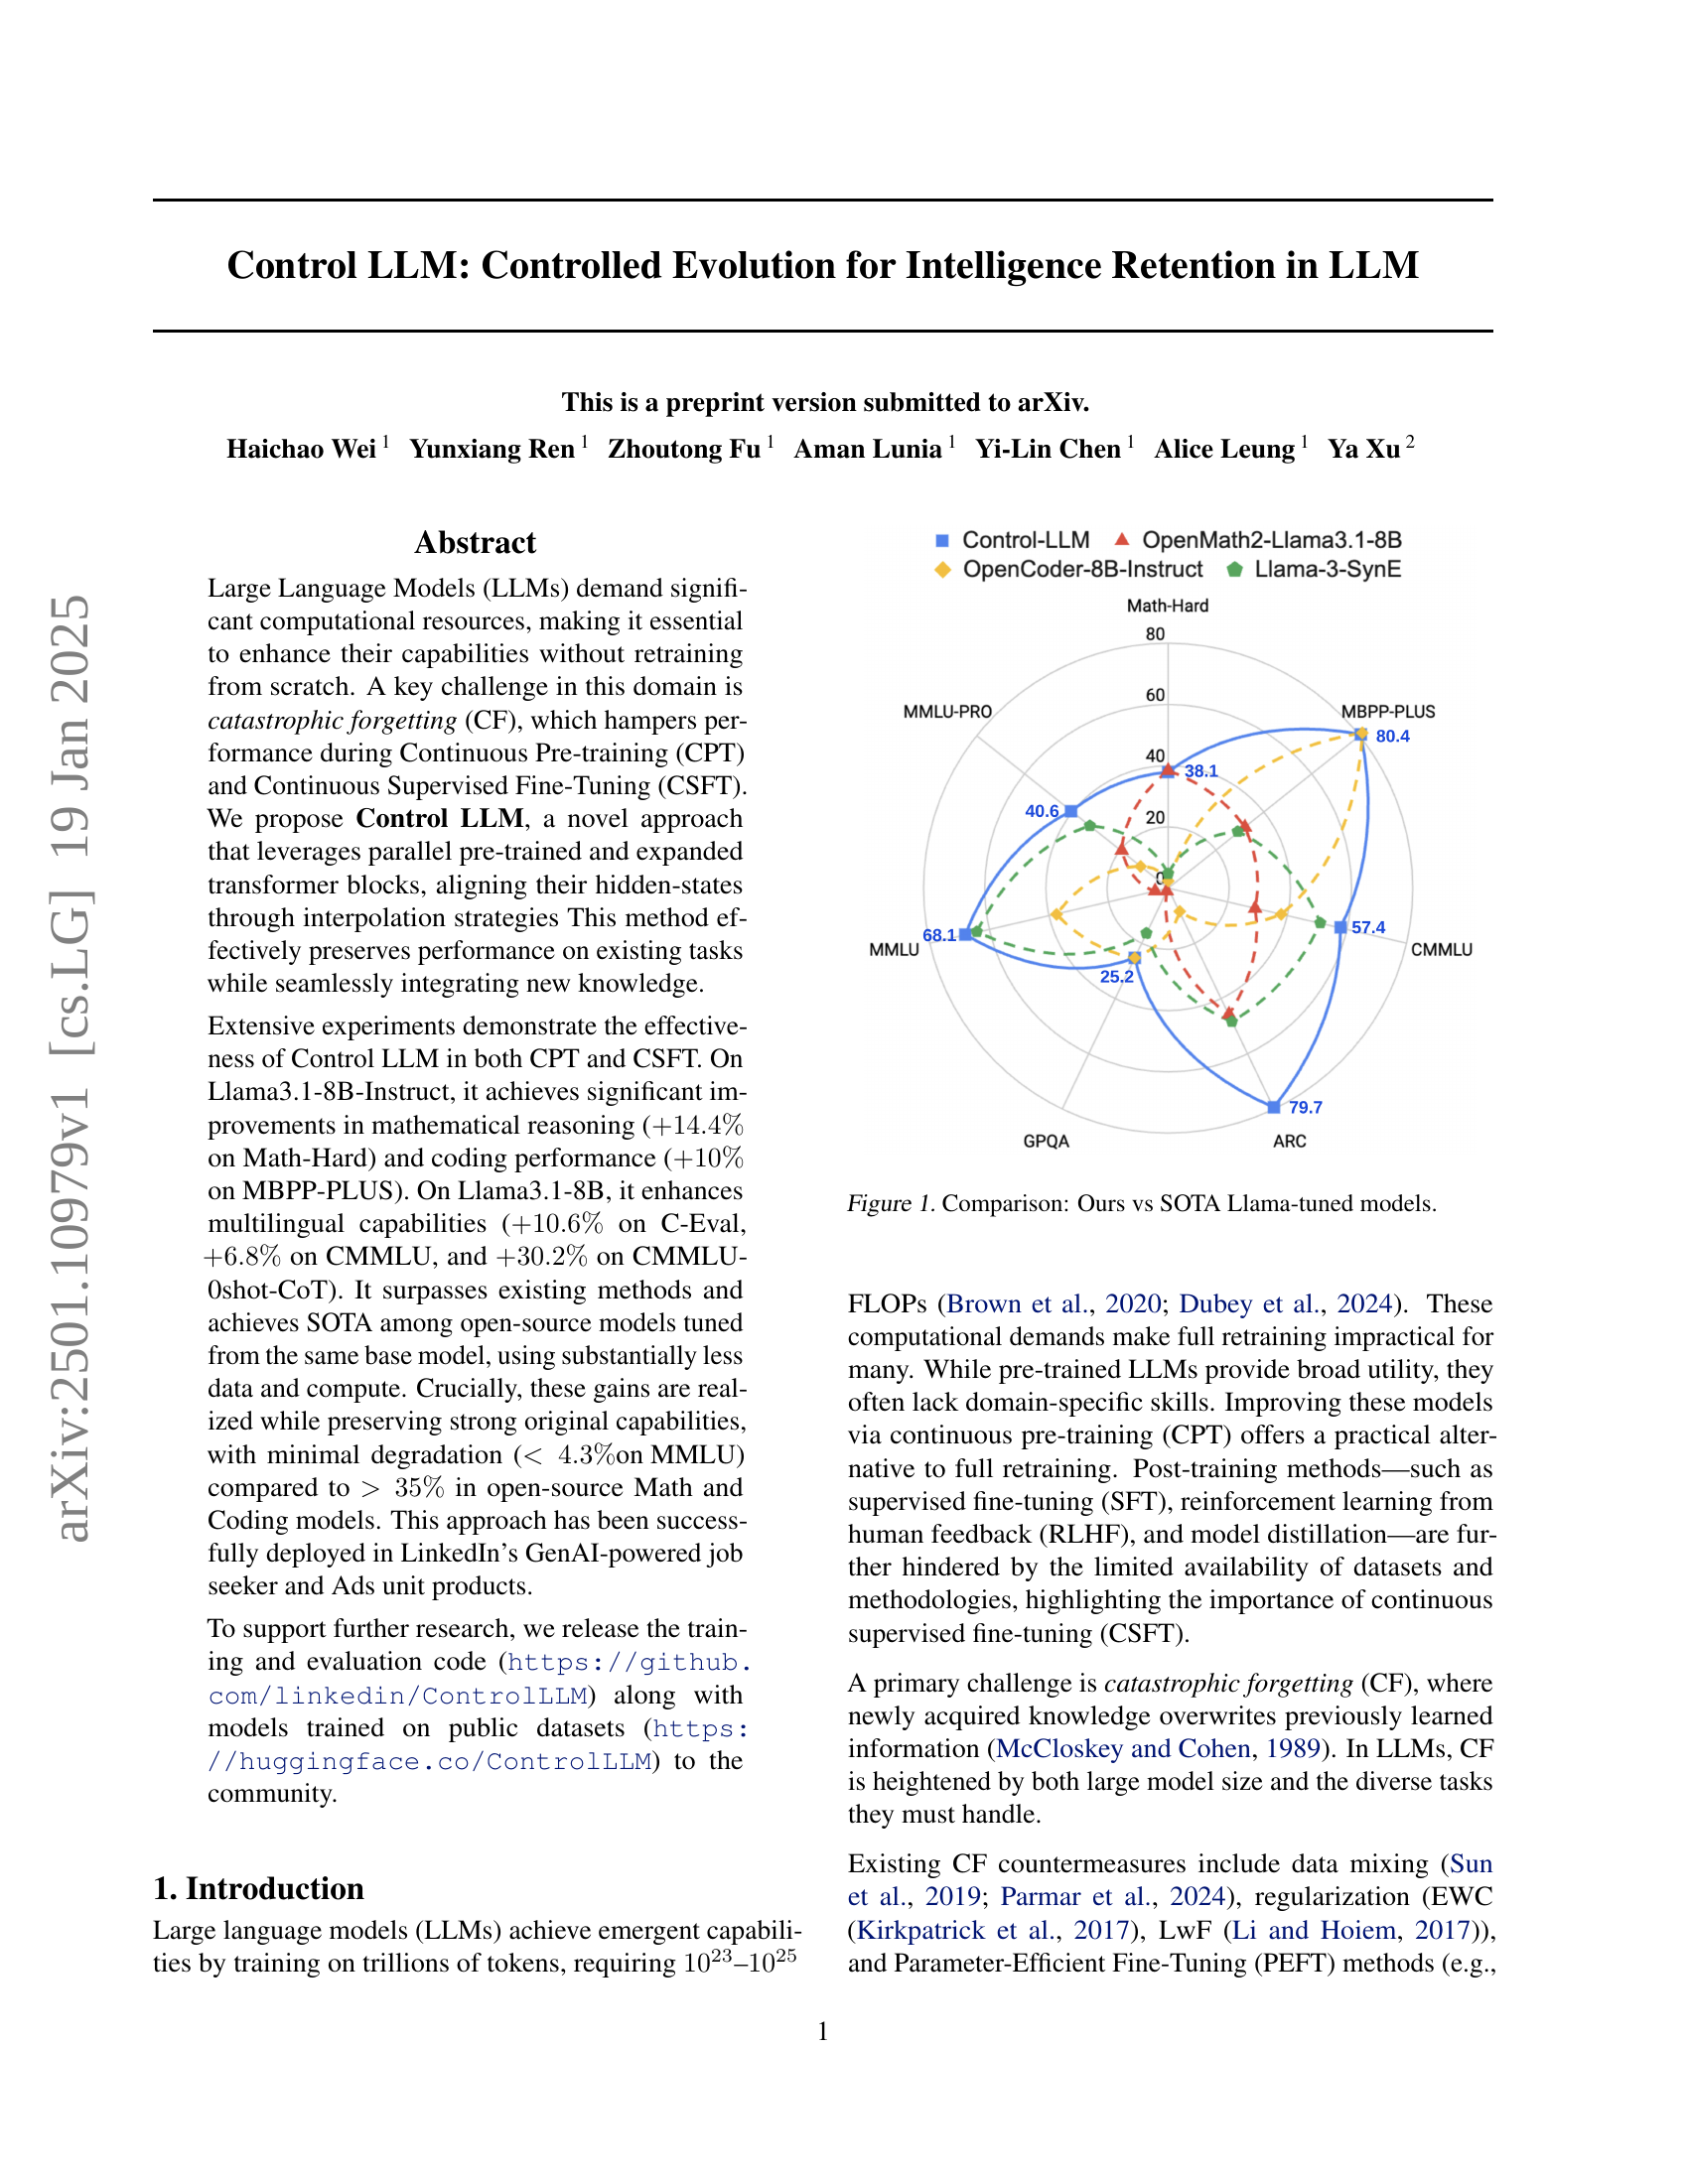 Control LLM: Controlled Evolution for Intelligence Retention in LLM
This is a preprint version submitted to arXiv.
Haichao Wei 1 Yunxiang Ren 1 Zhoutong Fu 1 Aman Lunia 1 Yi-Lin Chen 1 Alice Leung 1 Ya Xu 2
arXiv:2501.10979v1 [cs.LG] 19 Jan 2025
Abstract
Large Language Models (LLMs) demand signifi-
cant computational resources, making it essential
to enhance their capabilities without retraining
from scratch. A key challenge in this domain is
catastrophic forgetting (CF), which hampers per-
formance during Continuous Pre-training (CPT)
and Continuous Supervised Fine-Tuning (CSFT).
We propose Control LLM, a novel approach
that leverages parallel pre-trained and expanded
transformer blocks, aligning their hidden-states
through interpolation strategies This method ef-
fectively preserves performance on existing tasks
while seamlessly integrating new knowledge.
Extensive experiments demonstrate the effective-
ness of Control LLM in both CPT and CSFT. On
Llama3.1-8B-Instruct, it achieves significant im-
provements in mathematical reasoning (+14.4%
on Math-Hard) and coding performance (+10%
on MBPP-PLUS). On Llama3.1-8B, it enhances
multilingual capabilities (+10.6% on C-Eval,
+6.8% on CMMLU, and +30.2% on CMMLU-
0shot-CoT). It surpasses existing methods and
achieves SOTA among open-source models tuned
from the same base model, using substantially less
data and compute. Crucially, these gains are real-
ized while preserving strong original capabilities,
with minimal degradation (< 4.3%on MMLU)
compared to > 35% in open-source Math and
Coding models. This approach has been success-
fully deployed in LinkedIn's GenAI-powered job
seeker and Ads unit products.
To support further research, we release the train-
ing and evaluation code (https://github.
com/linkedin/ControlLLM) along with
models trained on public datasets (https:
//huggingface.co/ControlLLM) to the
community.
1. Introduction
Large language models (LLMs) achieve emergent capabili-
ties by training on trillions of tokens, requiring 10^23–10^25
Control-LLM OpenMath2-Llama3.1-8B
OpenCoder-8B-Instruct Llama-3-SynE
Math-Hard
80
60
40
20
0
MMLU-PRO
MBPP-PLUS
80.4
38.1
40.6
57.4
68.1
MMLU
CMMLU
25.2
79.7
GPQA
ARC
Figure 1. Comparison: Ours vs SOTA Llama-tuned models.
FLOPs (Brown et al., 2020; Dubey et al., 2024). These
computational demands make full retraining impractical for
many. While pre-trained LLMs provide broad utility, they
often lack domain-specific skills. Improving these models
via continuous pre-training (CPT) offers a practical alter-
native to full retraining. Post-training methods—such as
supervised fine-tuning (SFT), reinforcement learning from
human feedback (RLHF), and model distillation—are fur-
ther hindered by the limited availability of datasets and
methodologies, highlighting the importance of continuous
supervised fine-tuning (CSFT).
A primary challenge is catastrophic forgetting (CF), where
newly acquired knowledge overwrites previously learned
information (McCloskey and Cohen, 1989). In LLMs, CF
is heightened by both large model size and the diverse tasks
they must handle.
Existing CF countermeasures include data mixing (Sun
et al., 2019; Parmar et al., 2024), regularization (EWC
(Kirkpatrick et al., 2017), LwF (Li and Hoiem, 2017)),
and Parameter-Efficient Fine-Tuning (PEFT) methods (e.g.,
1